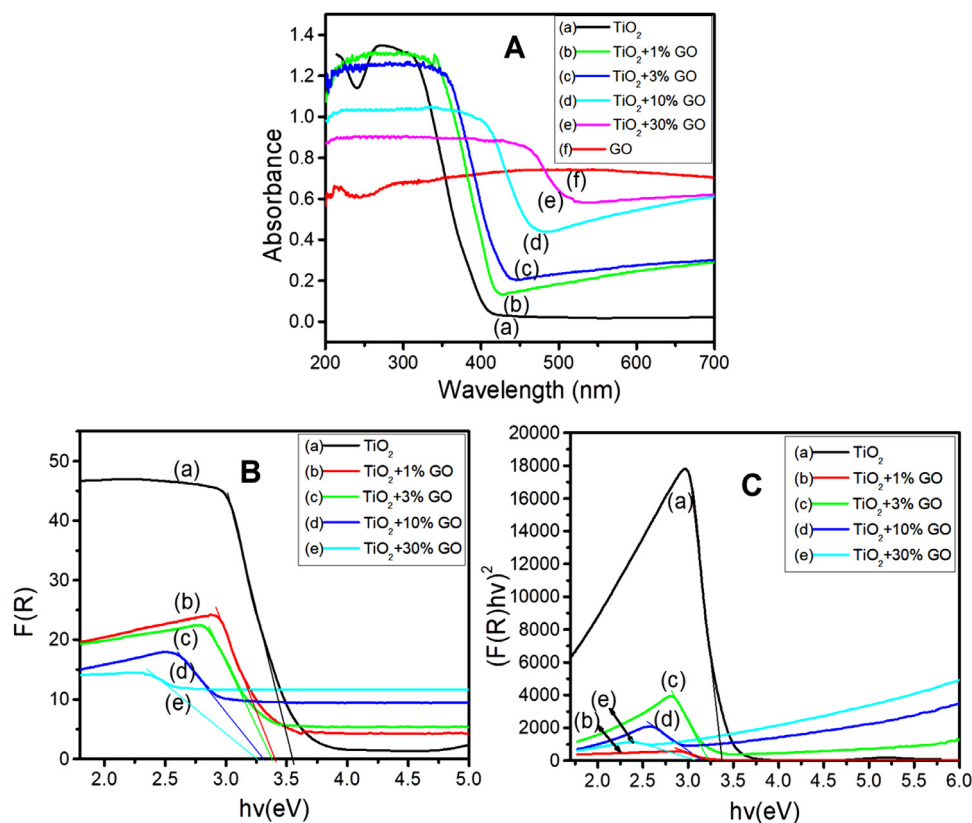 A
(a) TiO2
(b) TiO2+1% GO
(c) TiO2+3% GO
(d) TiO2+10% GO
(e) TiO2+30% GO
(f) GO
Absorbance
1.4
1.2
1.0
0.8
0.6
0.4
0.2
0.0
(f)
(e)
(d)
(c)
(b)
(a)
200 300 400 500 600 700
Wavelength (nm)
B
(a) TiO2
(b) TiO2+1% GO
(c) TiO2+3% GO
(d) TiO2+10% GO
(e) TiO2+30% GO
F(R)
50
40
30
20
10
0
(a)
(b)
(c)
(d)
(e)
2.0 2.5 3.0 3.5 4.0 4.5 5.0
hv(eV)
C
(a) TiO2
(b) TiO2+1% GO
(c) TiO2+3% GO
(d) TiO2+10% GO
(e) TiO2+30% GO
(F(R)hv)2
20000
18000
16000
14000
12000
10000
8000
6000
4000
2000
0
(a)
(c)
(e)
(b)
(d)
2.0 2.5 3.0 3.5 4.0 4.5 5.0 5.5 6.0
hv(eV)